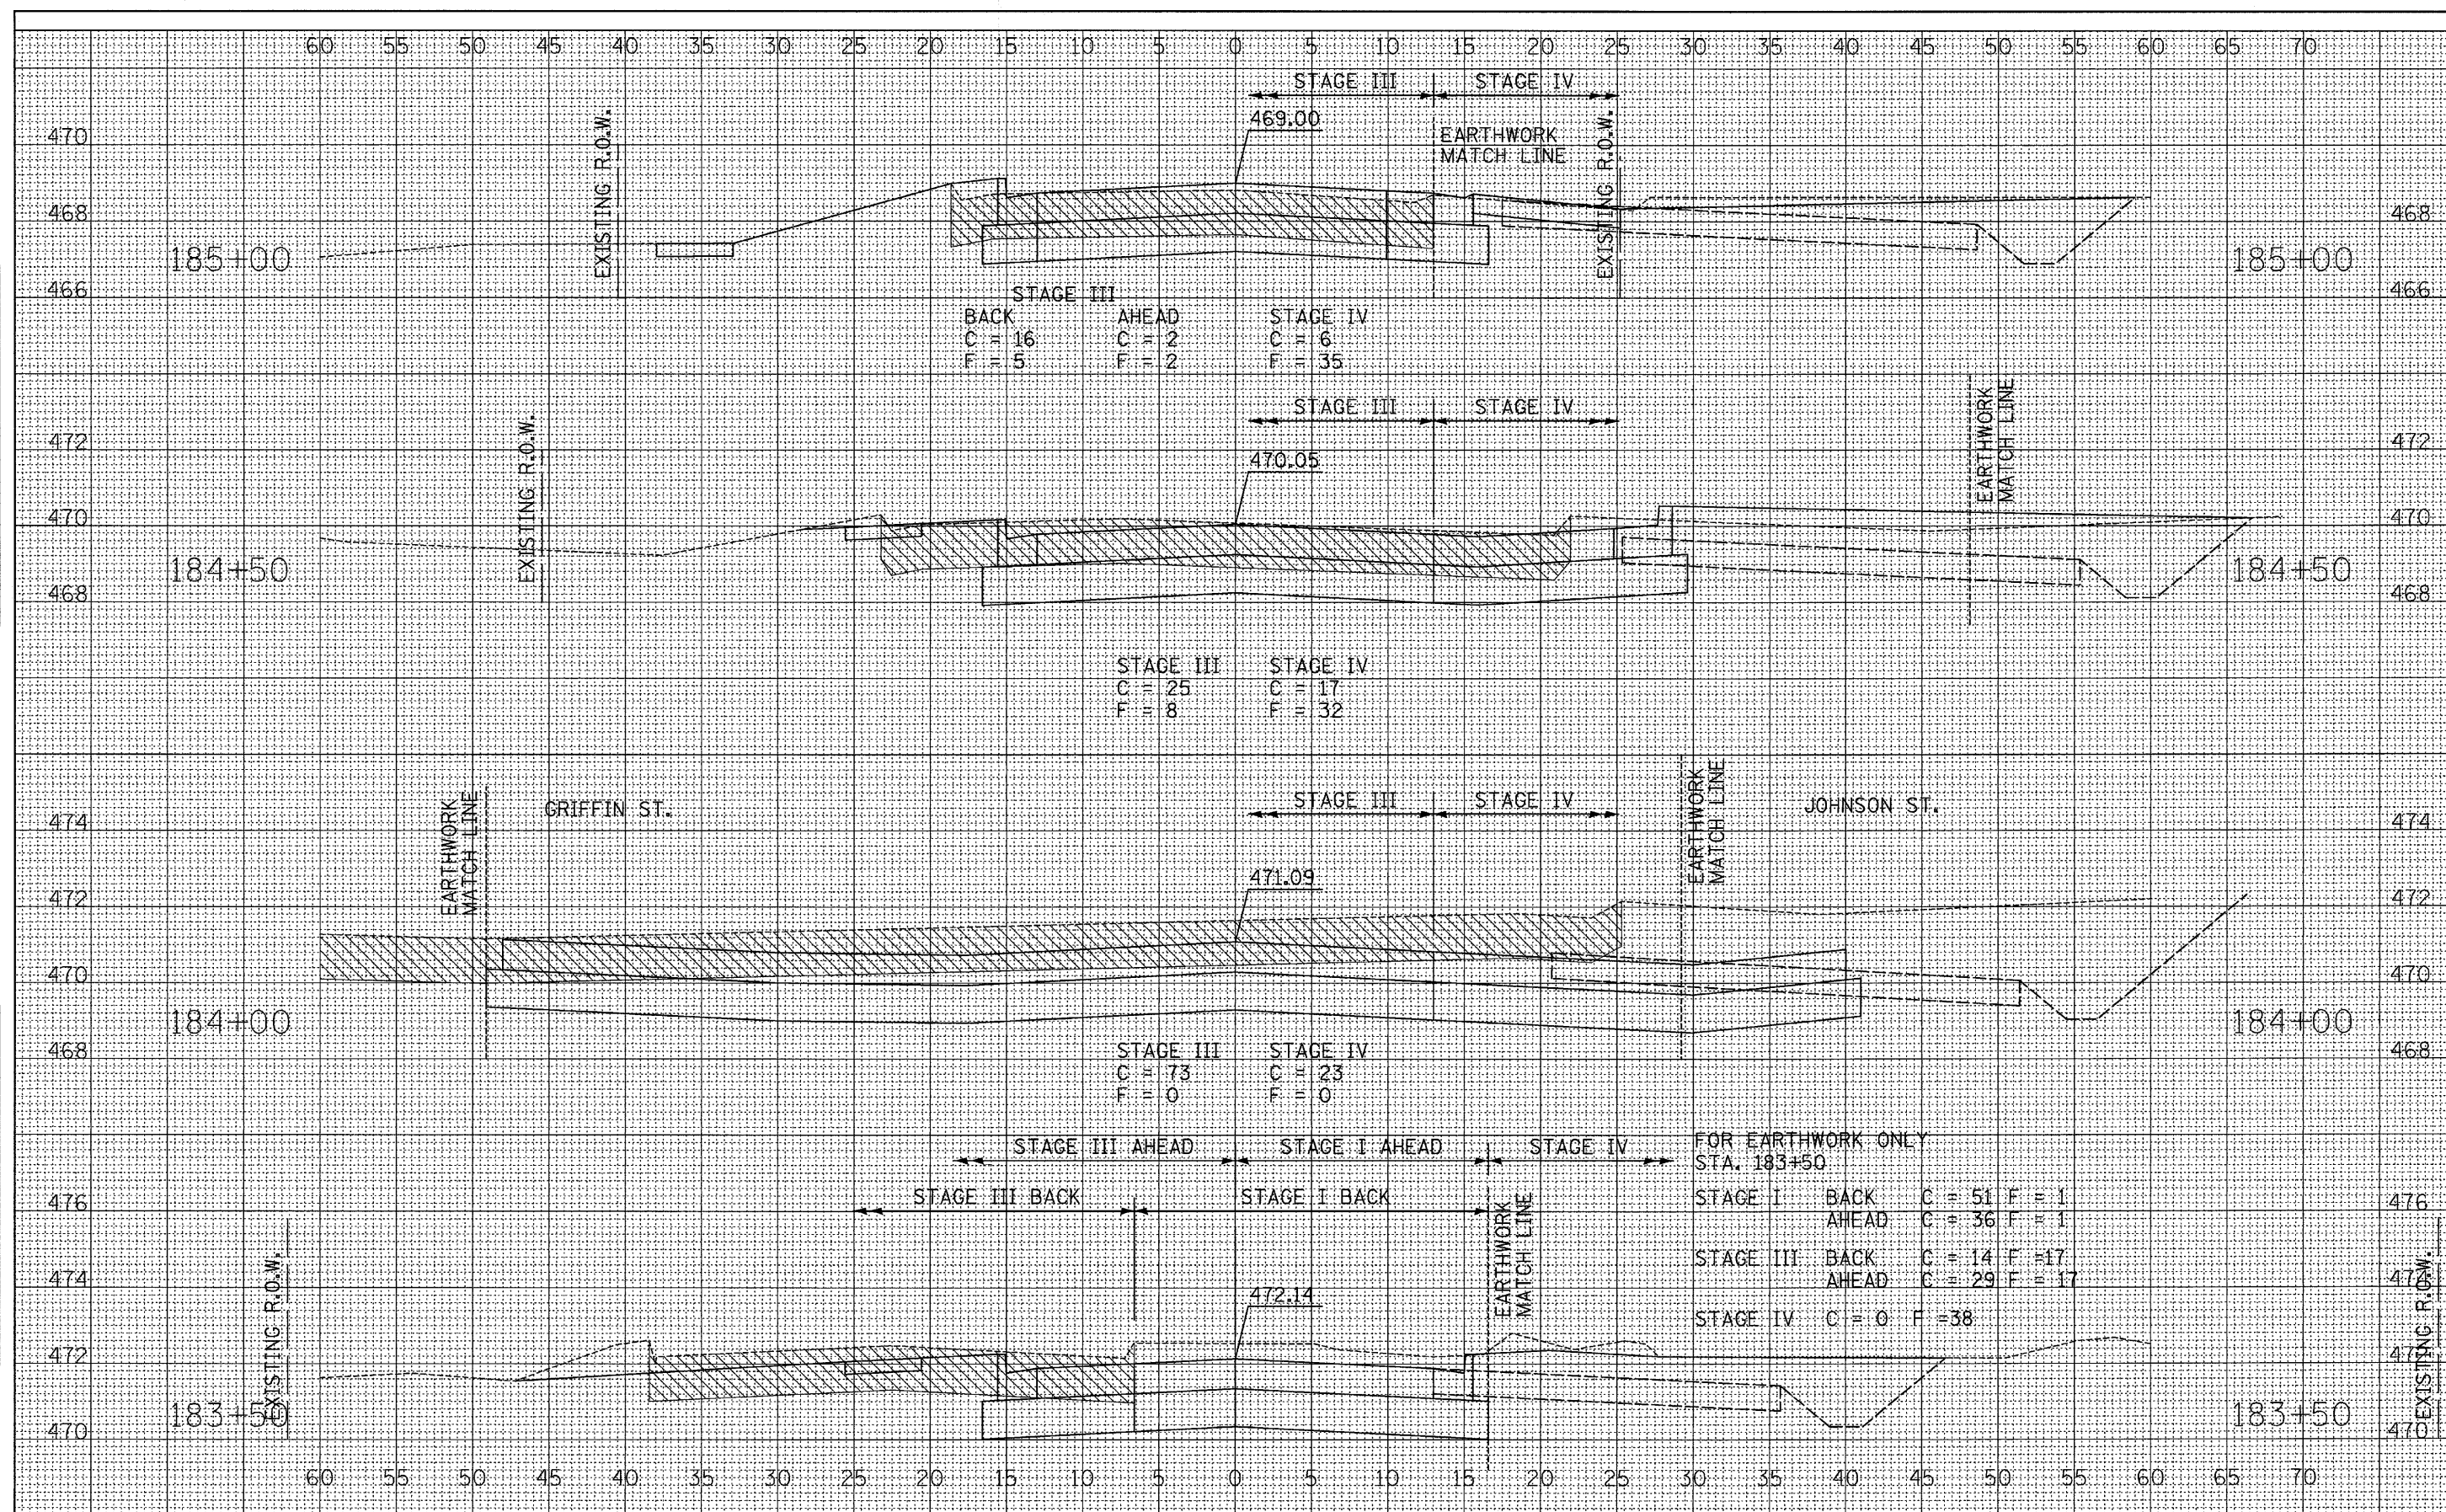 60 55 50 45 40 35 30 25 20 15 10 5 0 5 10 15 20 25 30 35 40 45 50 55 60 65 70
STAGE III STAGE IV
469.00
EXISTING R.O.W.
EARTHWORK
MATCH LINE
EXISTING R.O.W.
470
468 468
185+00 185+00
466 466
STAGE III
BACK AHEAD STAGE IV
C = 16 C = 2 C = 6
F = 5 F = 2 F = 35
STAGE III STAGE IV
EXISTING R.O.W.
EARTHWORK
MATCH LINE
472 472
470.05
470 470
184+50 184+50
468 468
STAGE III STAGE IV
C = 25 C = 17
F = 8 F = 32
EARTHWORK
MATCH LINE
GRIFFIN ST.
STAGE III STAGE IV
EARTHWORK
MATCH LINE
JOHNSON ST.
474 474
471.09
472 472
470 470
184+00 184+00
468 468
STAGE III STAGE IV
C = 73 C = 23
F = 0 F = 0
STAGE III AHEAD STAGE I AHEAD STAGE IV
FOR EARTHWORK ONLY
STA. 183+50
STAGE III BACK STAGE I BACK
STAGE I BACK C = 51 F = 1
AHEAD C = 36 F = 1
STAGE III BACK C = 14 F =17
AHEAD C = 29 F = 17
STAGE IV C = 0 F =38
476 476
EXISTING R.O.W.
EARTHWORK
MATCH LINE
EXISTING R.O.W.
474 474
472.14
472 472
183+50 183+50
470 470
60 55 50 45 40 35 30 25 20 15 10 5 0 5 10 15 20 25 30 35 40 45 50 55 60 65 70